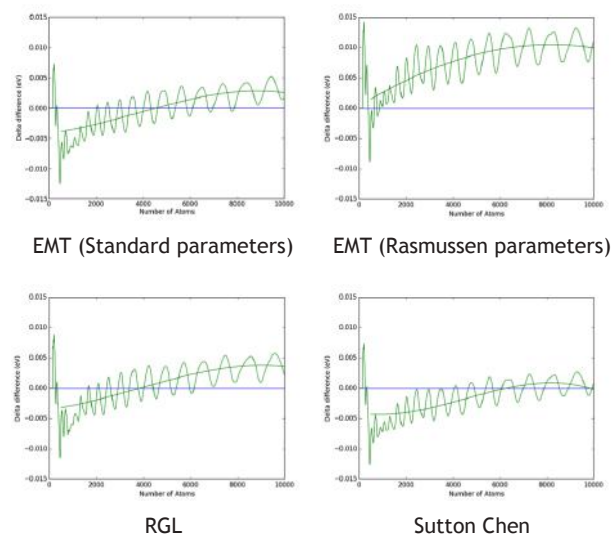 0.015
0.010
0.005
0.000
−0.005
−0.010
−0.015
0 2000 4000 6000 8000 10000
Delta difference (eV)
Number of Atoms
EMT (Standard parameters)
0.015
0.010
0.005
0.000
−0.005
−0.010
−0.015
0 2000 4000 6000 8000 10000
Delta difference (eV)
Number of Atoms
EMT (Rasmussen parameters)
0.015
0.010
0.005
0.000
−0.005
−0.010
−0.015
0 2000 4000 6000 8000 10000
Delta difference (eV)
Number of Atoms
RGL
0.015
0.010
0.005
0.000
−0.005
−0.010
−0.015
0 2000 4000 6000 8000 10000
Delta difference (eV)
Number of Atoms
Sutton Chen